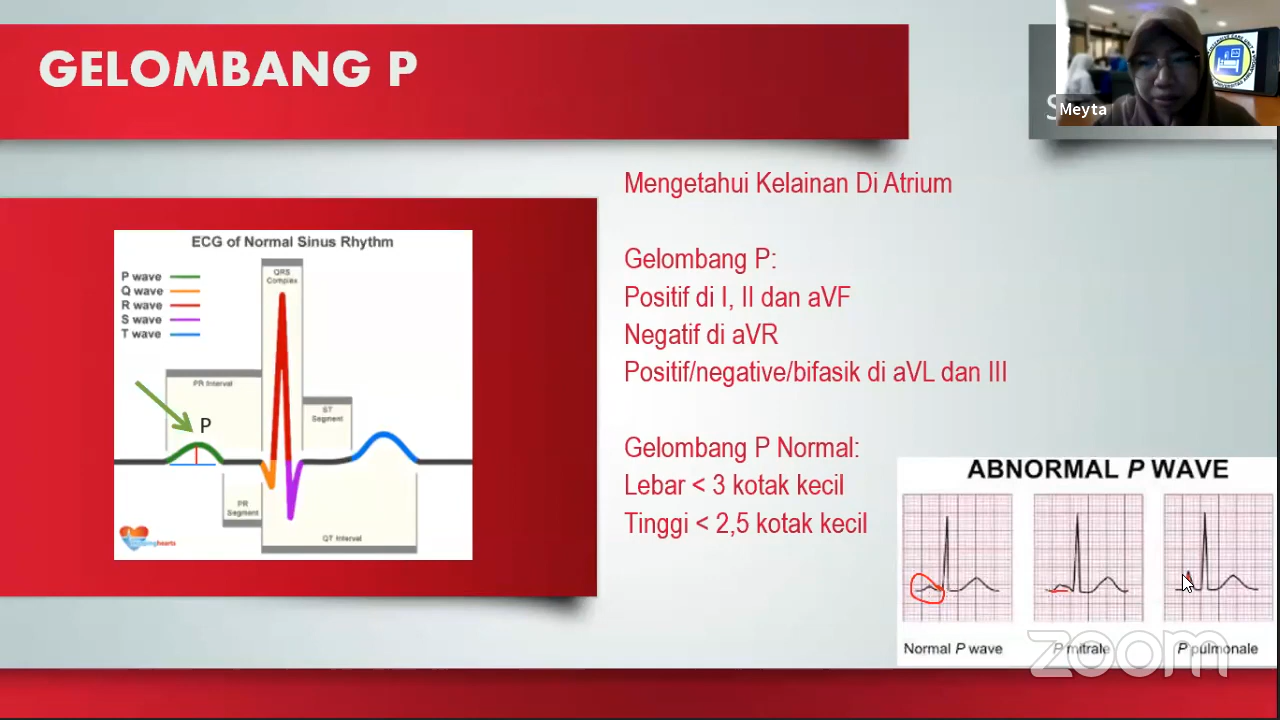 GELOMBANG P
S
Meyta
Mengetahui Kelainan Di Atrium
Gelombang P:
Positif di I, II dan aVF
Negatif di aVR
Positif/negative/bifasik di aVL dan III
Gelombang P Normal:
Lebar < 3 kotak kecil
Tinggi < 2,5 kotak kecil
ECG of Normal Sinus Rhythm
P wave
Q wave
R wave
S wave
T wave
QRS
Complex
PR Interval
P
ST
Segment
PR
Segment
QT Interval
ABNORMAL P WAVE
Normal P wave
P mitrale
P pulmonale
zoom